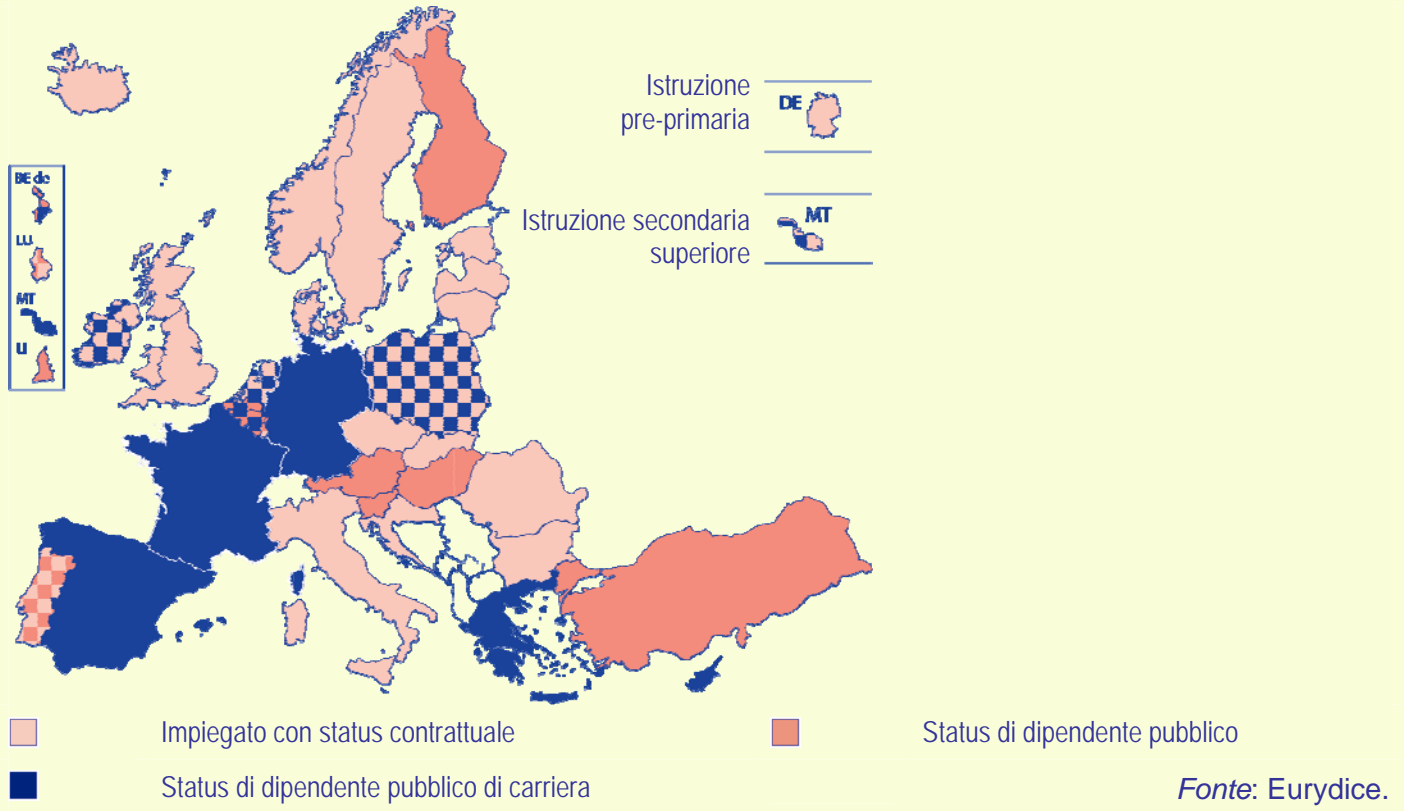 Istruzione
pre-primaria
DE
BE de
LU
MT
LI
Istruzione secondaria
superiore
MT
Impiegato con status contrattuale
Status di dipendente pubblico
Status di dipendente pubblico di carriera
Fonte: Eurydice.